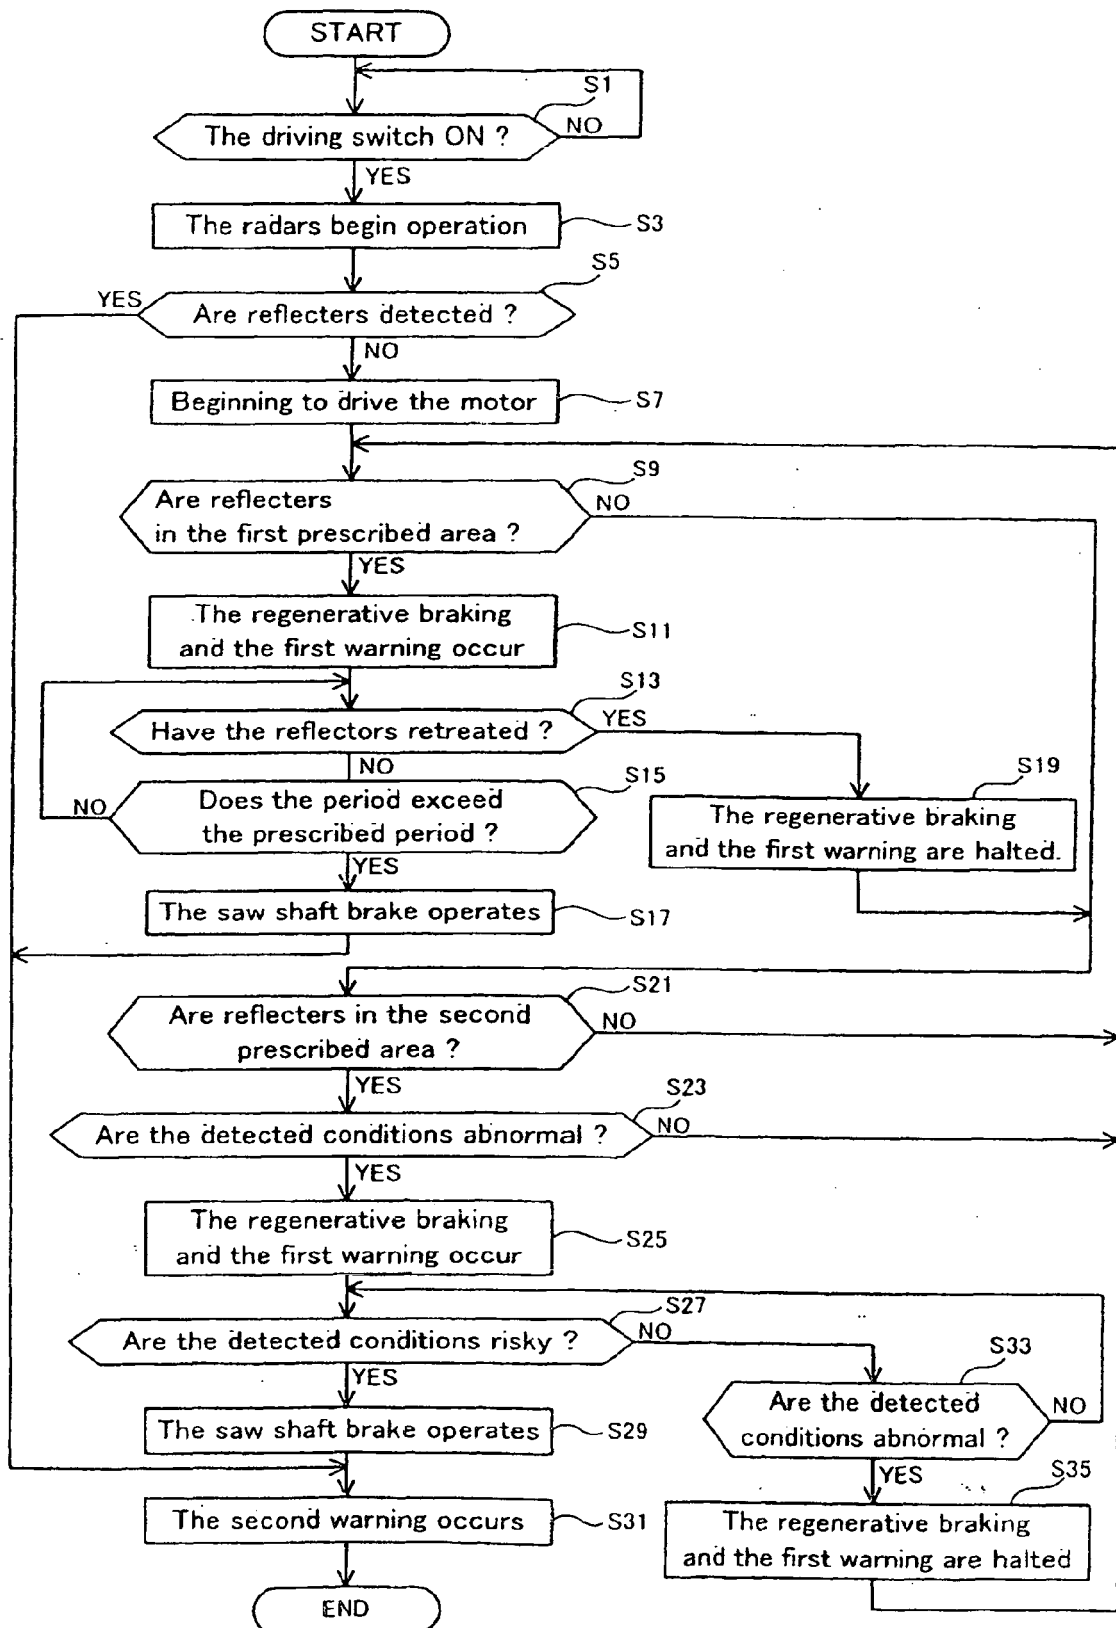 START
S1
The driving switch ON ?
NO
YES
The radars begin operation
S3
S5
YES
Are reflecters detected ?
NO
Beginning to drive the motor
S7
S9
Are reflecters
in the first prescribed area ?
NO
YES
The regenerative braking
and the first warning occur
S11
S13
Have the reflectors retreated ?
YES
NO
S15
Does the period exceed
the prescribed period ?
NO
YES
S19
The regenerative braking
and the first warning are halted.
The saw shaft brake operates
S17
S21
Are reflecters in the second
prescribed area ?
NO
YES
S23
Are the detected conditions abnormal ?
NO
YES
The regenerative braking
and the first warning occur
S25
S27
Are the detected conditions risky ?
NO
YES
S33
Are the detected
conditions abnormal ?
NO
YES
The saw shaft brake operates
S29
S35
The regenerative braking
and the first warning are halted
The second warning occurs
S31
END